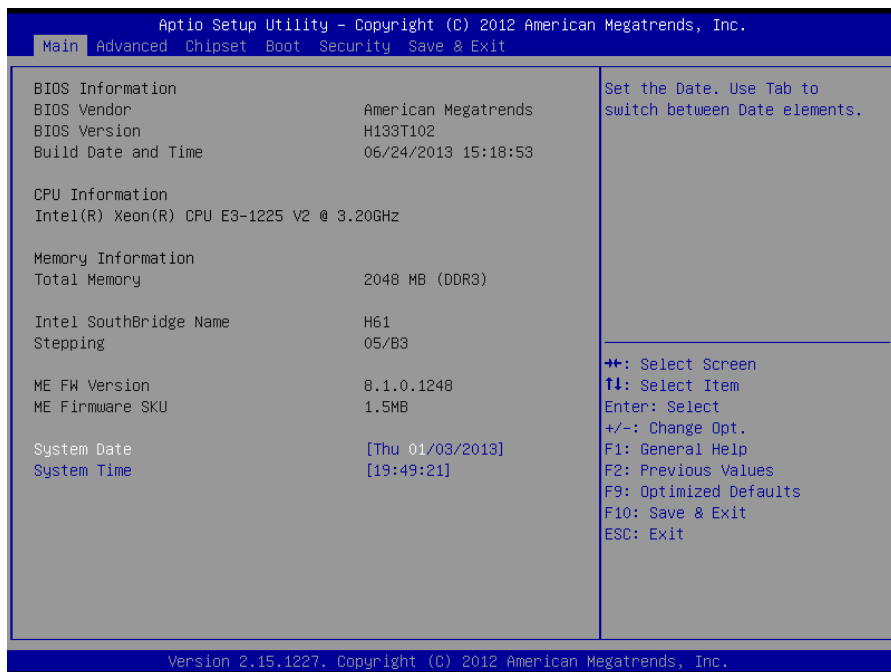 Aptio Setup Utility – Copyright (C) 2012 American Megatrends, Inc.
Main Advanced Chipset Boot Security Save & Exit
BIOS Information
BIOS Vendor American Megatrends
BIOS Version H133T102
Build Date and Time 06/24/2013 15:18:53
CPU Information
Intel(R) Xeon(R) CPU E3-1225 V2 @ 3.20GHz
Memory Information
Total Memory 2048 MB (DDR3)
Intel SouthBridge Name H61
Stepping 05/B3
ME FW Version 8.1.0.1248
ME Firmware SKU 1.5MB
System Date [Thu 01/03/2013]
System Time [19:49:21]
Set the Date. Use Tab to
switch between Date elements.
→←: Select Screen
↑↓: Select Item
Enter: Select
+/-: Change Opt.
F1: General Help
F2: Previous Values
F9: Optimized Defaults
F10: Save & Exit
ESC: Exit
Version 2.15.1227. Copyright (C) 2012 American Megatrends, Inc.